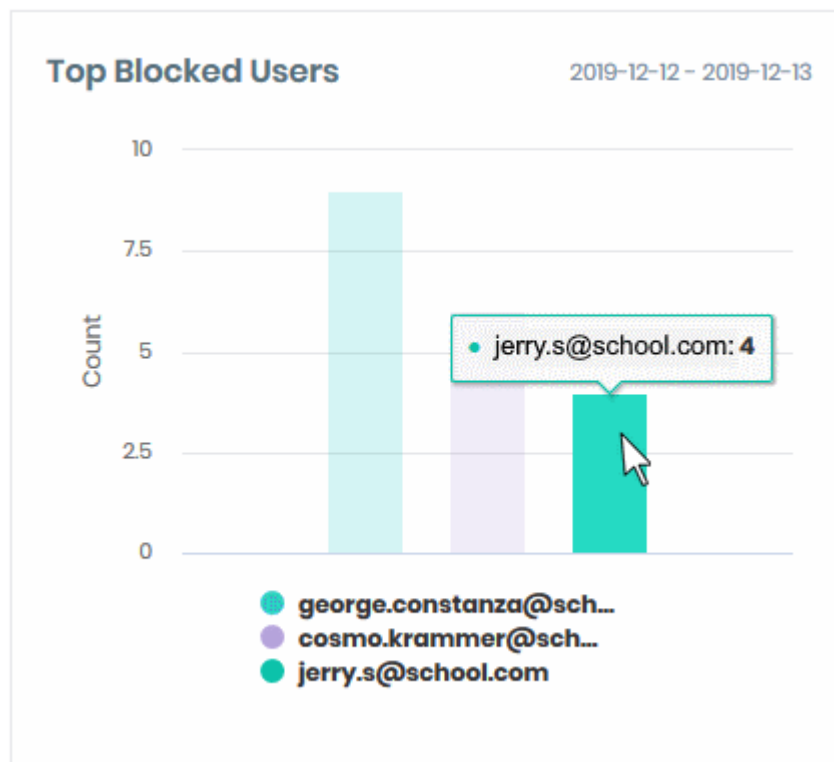 Top Blocked Users
2019-12-12 - 2019-12-13
10
7.5
5
2.5
0
Count
jerry.s@school.com: 4
george.constanza@sch...
cosmo.krammer@sch...
jerry.s@school.com